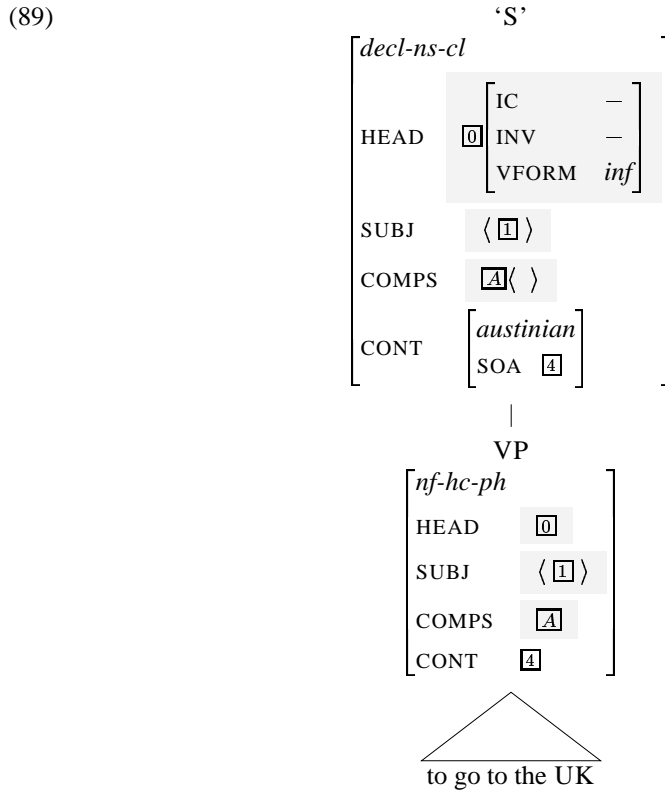 (89) ‘S’
decl-ns-cl
IC −
HEAD 0 INV −
VFORM inf
SUBJ ⟨ 1 ⟩
COMPS A⟨ ⟩
austinian
CONT
SOA 4
VP
nf-hc-ph
HEAD 0
SUBJ ⟨ 1 ⟩
COMPS A
CONT 4
to go to the UK